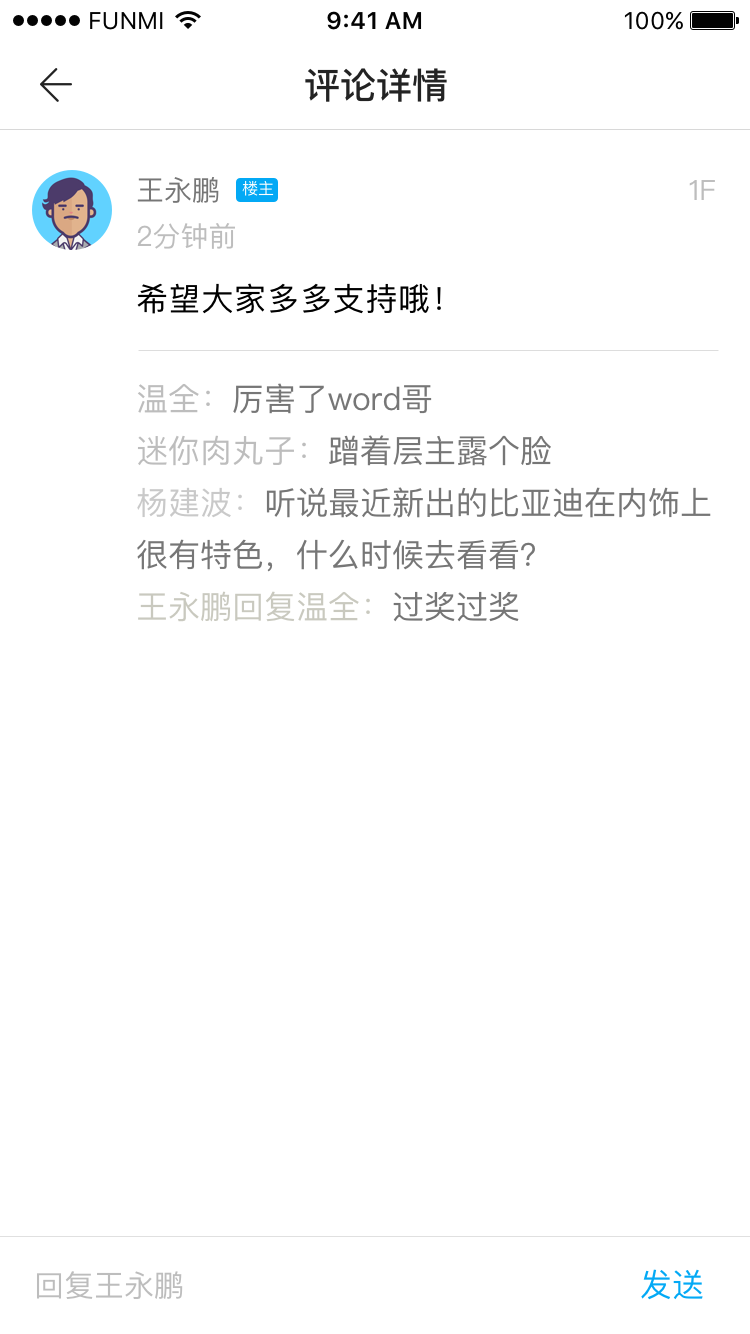 FUNMI 9:41 AM 100%
评论详情
王永鹏 楼主 1F
2分钟前
希望大家多多支持哦！
温全：厉害了word哥
迷你肉丸子：蹭着层主露个脸
杨建波：听说最近新出的比亚迪在内饰上
很有特色，什么时候去看看？
王永鹏回复温全：过奖过奖
回复王永鹏 发送